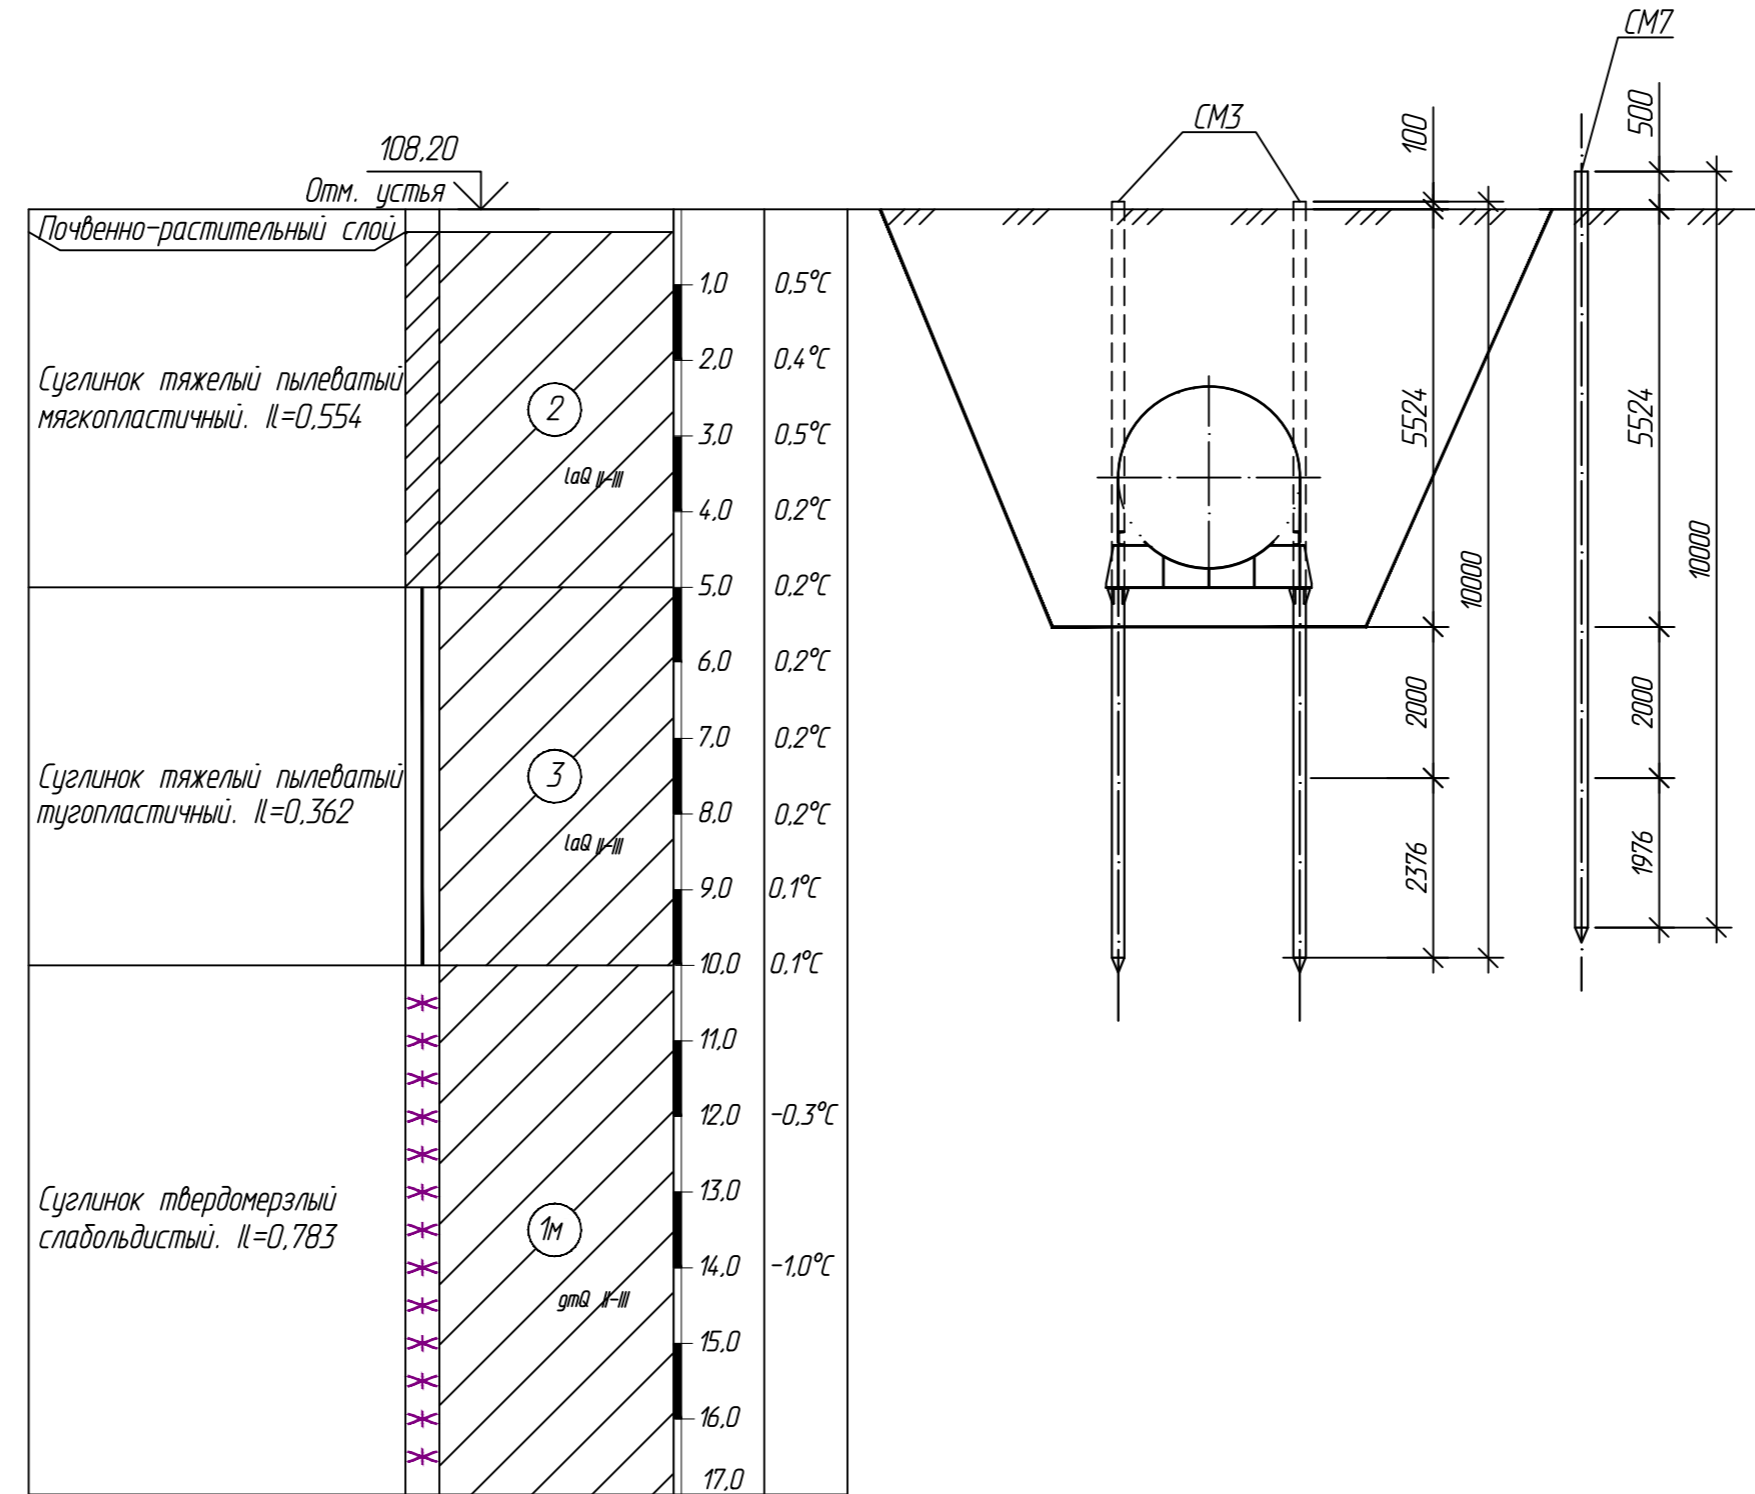 СМ7
СМ3
100
500
108,20
Отм. устья
Почвенно-растительный слой
1,0 0,5°С
2,0 0,4°С
Суглинок тяжелый пылеватый
мягкопластичный. Il=0,554
2
3,0 0,5°С
laQ II-III
4,0 0,2°С
5524
5524
5,0 0,2°С
10000
10000
6,0 0,2°С
2000
2000
7,0 0,2°С
Суглинок тяжелый пылеватый
тугопластичный. Il=0,362
3
8,0 0,2°С
laQ II-III
2376
1976
9,0 0,1°С
10,0 0,1°С
11,0
12,0 -0,3°С
13,0
Суглинок твердомерзлый
слабольдистый. Il=0,783
1м
14,0 -1,0°С
gmQ II-III
15,0
16,0
17,0